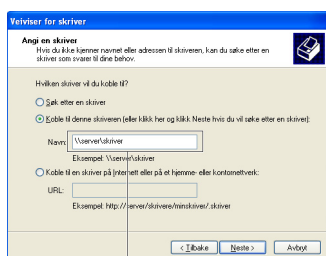 Veiviser for skriver
Angi en skriver
Hvis du ikke kjenner navnet eller adressen til skriveren, kan du søke etter en
skriver som svarer til dine behov.
Hvilken skriver vil du koble til?
Søk etter en skriver
Koble til denne skriveren (eller klikk her og klikk Neste hvis du vil søke etter en skriver):
Navn: \\server\skriver
Eksempel: \\server\skriver
Koble til en skriver på Internett eller på et hjemme- eller kontornettverk:
URL:
Eksempel: http://server/skrivere/minskriver/.skriver
< Tilbake Neste > Avbryt